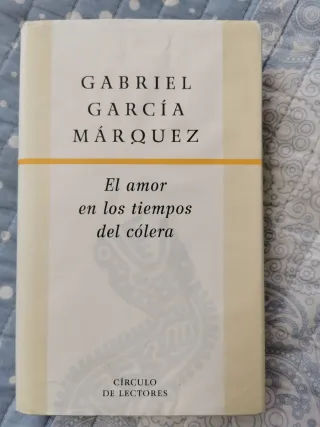 GABRIEL
GARCÍA
MÁRQUEZ
El amor
en los tiempos
del cólera
CÍRCULO
DE LECTORES